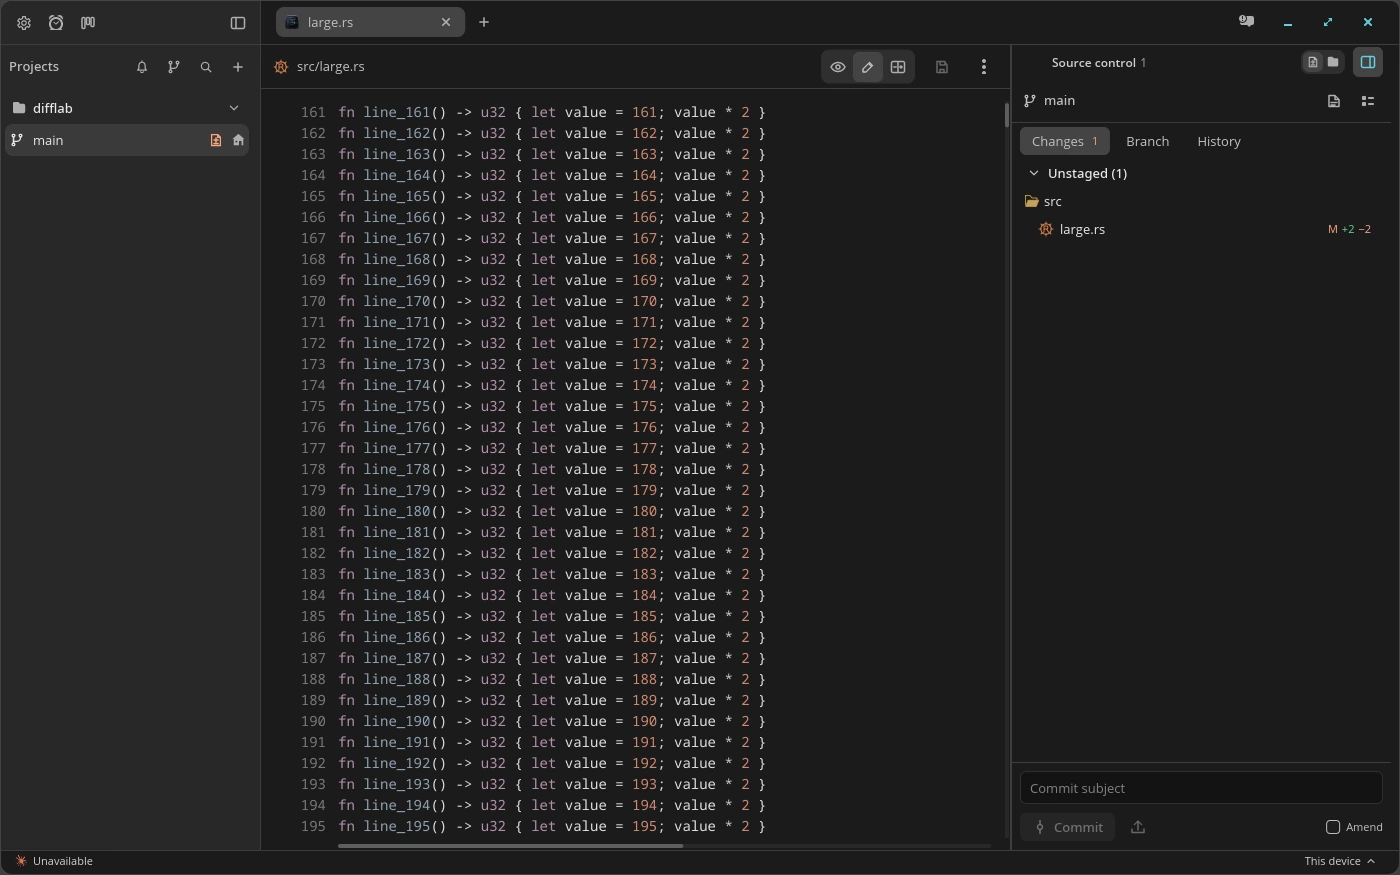 large.rs
Projects
src/large.rs
Source control 1
difflab
main
main
Changes 1
Branch
History
Unstaged (1)
src
large.rs
M +2 −2
161 fn line_161() -> u32 { let value = 161; value * 2 }
162 fn line_162() -> u32 { let value = 162; value * 2 }
163 fn line_163() -> u32 { let value = 163; value * 2 }
164 fn line_164() -> u32 { let value = 164; value * 2 }
165 fn line_165() -> u32 { let value = 165; value * 2 }
166 fn line_166() -> u32 { let value = 166; value * 2 }
167 fn line_167() -> u32 { let value = 167; value * 2 }
168 fn line_168() -> u32 { let value = 168; value * 2 }
169 fn line_169() -> u32 { let value = 169; value * 2 }
170 fn line_170() -> u32 { let value = 170; value * 2 }
171 fn line_171() -> u32 { let value = 171; value * 2 }
172 fn line_172() -> u32 { let value = 172; value * 2 }
173 fn line_173() -> u32 { let value = 173; value * 2 }
174 fn line_174() -> u32 { let value = 174; value * 2 }
175 fn line_175() -> u32 { let value = 175; value * 2 }
176 fn line_176() -> u32 { let value = 176; value * 2 }
177 fn line_177() -> u32 { let value = 177; value * 2 }
178 fn line_178() -> u32 { let value = 178; value * 2 }
179 fn line_179() -> u32 { let value = 179; value * 2 }
180 fn line_180() -> u32 { let value = 180; value * 2 }
181 fn line_181() -> u32 { let value = 181; value * 2 }
182 fn line_182() -> u32 { let value = 182; value * 2 }
183 fn line_183() -> u32 { let value = 183; value * 2 }
184 fn line_184() -> u32 { let value = 184; value * 2 }
185 fn line_185() -> u32 { let value = 185; value * 2 }
186 fn line_186() -> u32 { let value = 186; value * 2 }
187 fn line_187() -> u32 { let value = 187; value * 2 }
188 fn line_188() -> u32 { let value = 188; value * 2 }
189 fn line_189() -> u32 { let value = 189; value * 2 }
190 fn line_190() -> u32 { let value = 190; value * 2 }
191 fn line_191() -> u32 { let value = 191; value * 2 }
192 fn line_192() -> u32 { let value = 192; value * 2 }
193 fn line_193() -> u32 { let value = 193; value * 2 }
194 fn line_194() -> u32 { let value = 194; value * 2 }
195 fn line_195() -> u32 { let value = 195; value * 2 }
Commit subject
Commit
Amend
Unavailable
This device